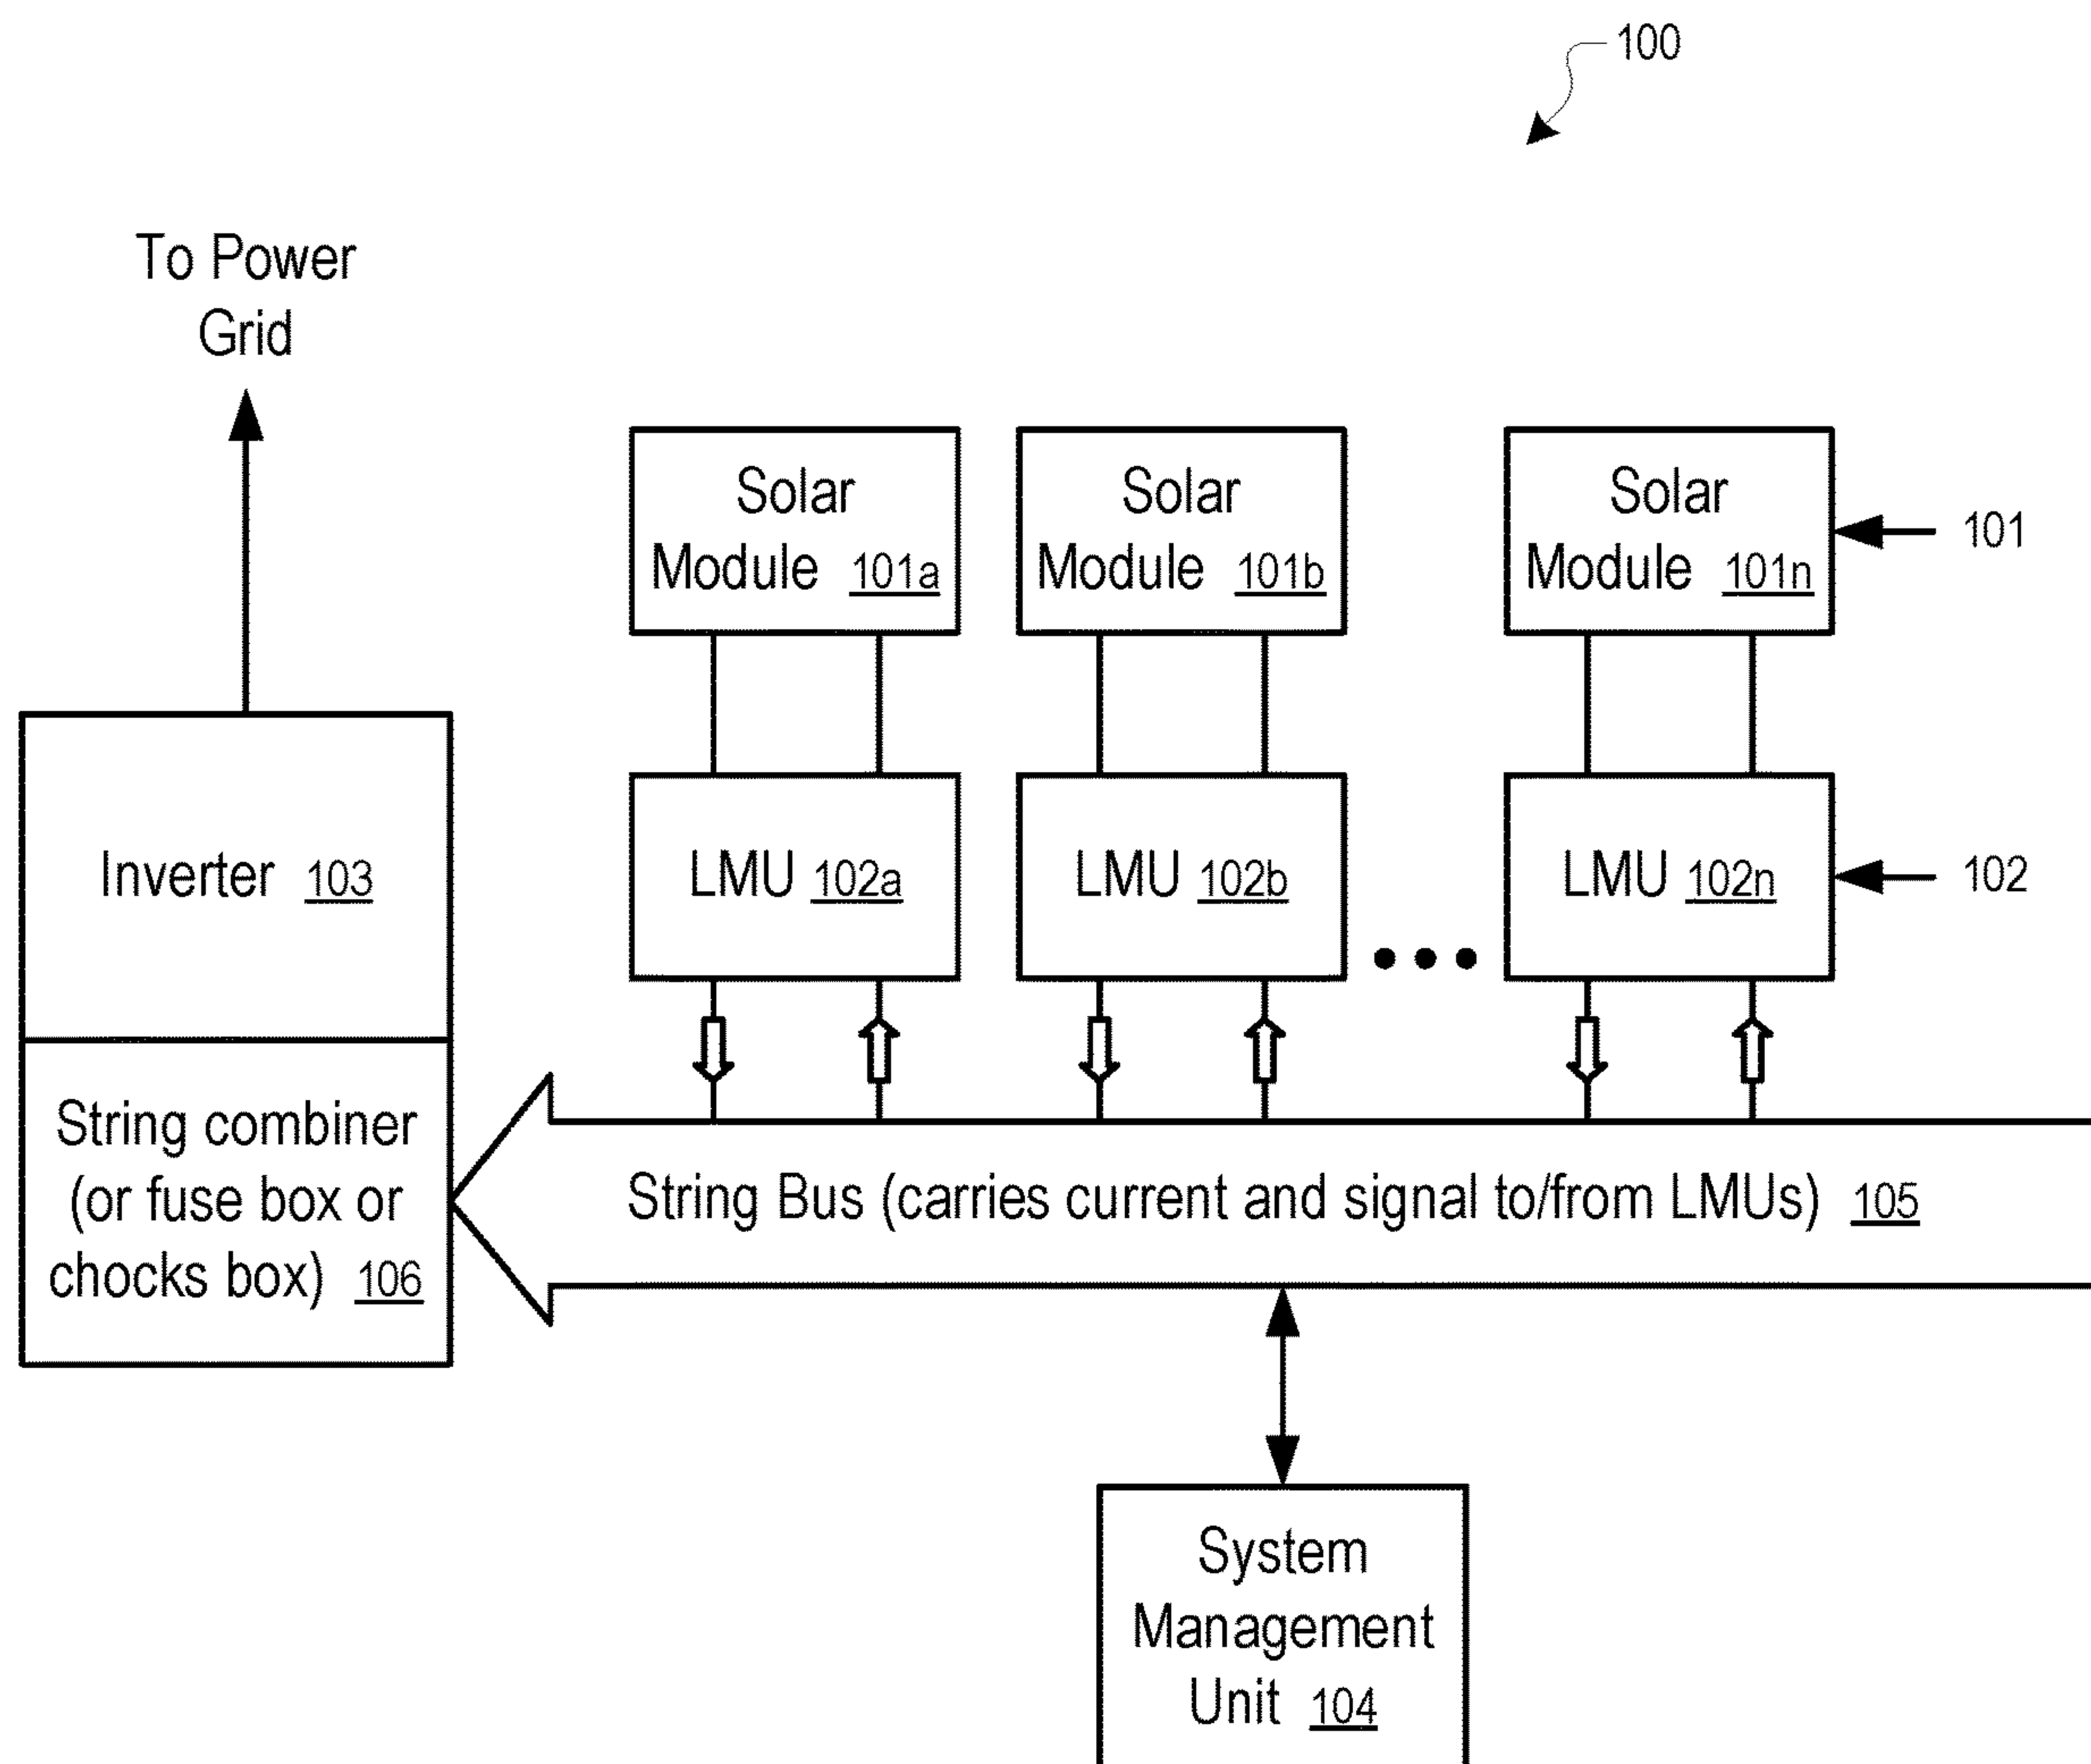 100
To Power
Grid
Solar
Module 101a
Solar
Module 101b
Solar
Module 101n
101
Inverter 103
LMU 102a
LMU 102b
LMU 102n
102
String combiner
(or fuse box or
chocks box) 106
String Bus (carries current and signal to/from LMUs) 105
System
Management
Unit 104